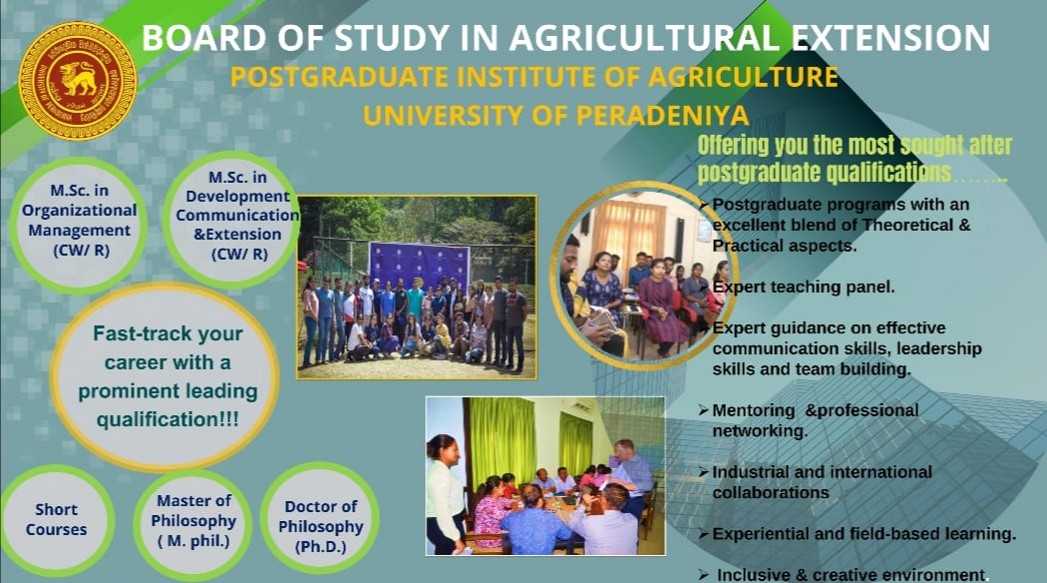 BOARD OF STUDY IN AGRICULTURAL EXTENSION
POSTGRADUATE INSTITUTE OF AGRICULTURE
UNIVERSITY OF PERADENIYA
M.Sc. in
Organizational
Management
(CW/ R)
M.Sc. in
Development
Communication
&Extension
(CW/ R)
Fast-track your
career with a
prominent leading
qualification!!!
Short
Courses
Master of
Philosophy
( M. phil.)
Doctor of
Philosophy
(Ph.D.)
Offering you the most sought after
postgraduate qualifications……..
➢Postgraduate programs with an
excellent blend of Theoretical &
Practical aspects.
➢Expert teaching panel.
➢Expert guidance on effective
communication skills, leadership
skills and team building.
➢Mentoring &professional
networking.
➢Industrial and international
collaborations
➢Experiential and field-based learning.
➢ Inclusive & creative environment